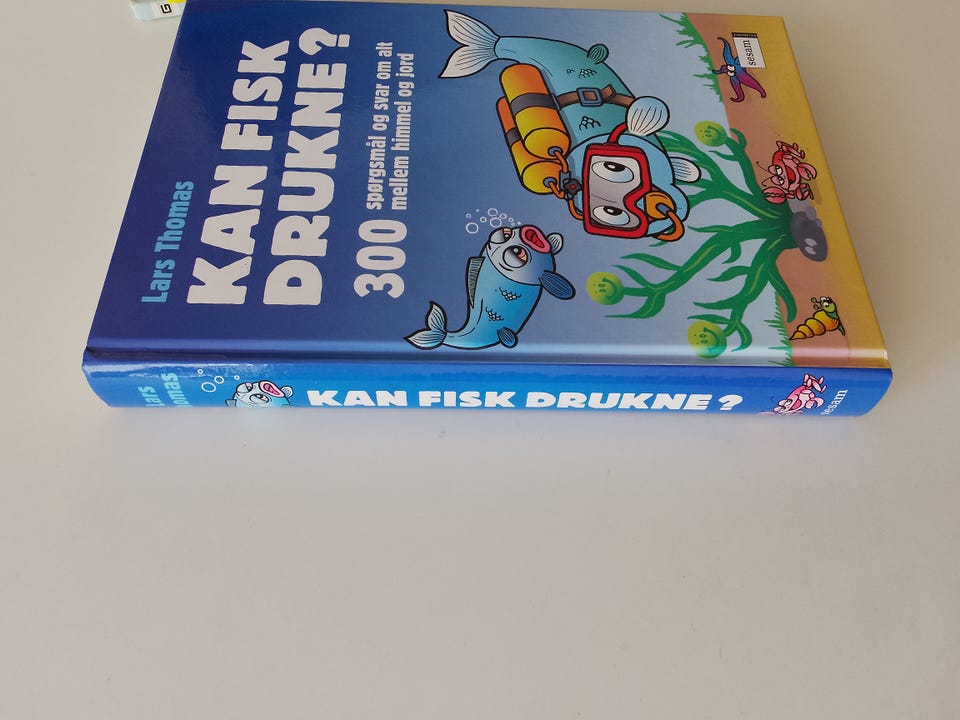 Lars Thomas
KAN FISK
DRUKNE?
300 spørgsmål og svar om alt
mellem himmel og jord
sesam
Lars
Thomas
KAN FISK DRUKNE?
sesam
G